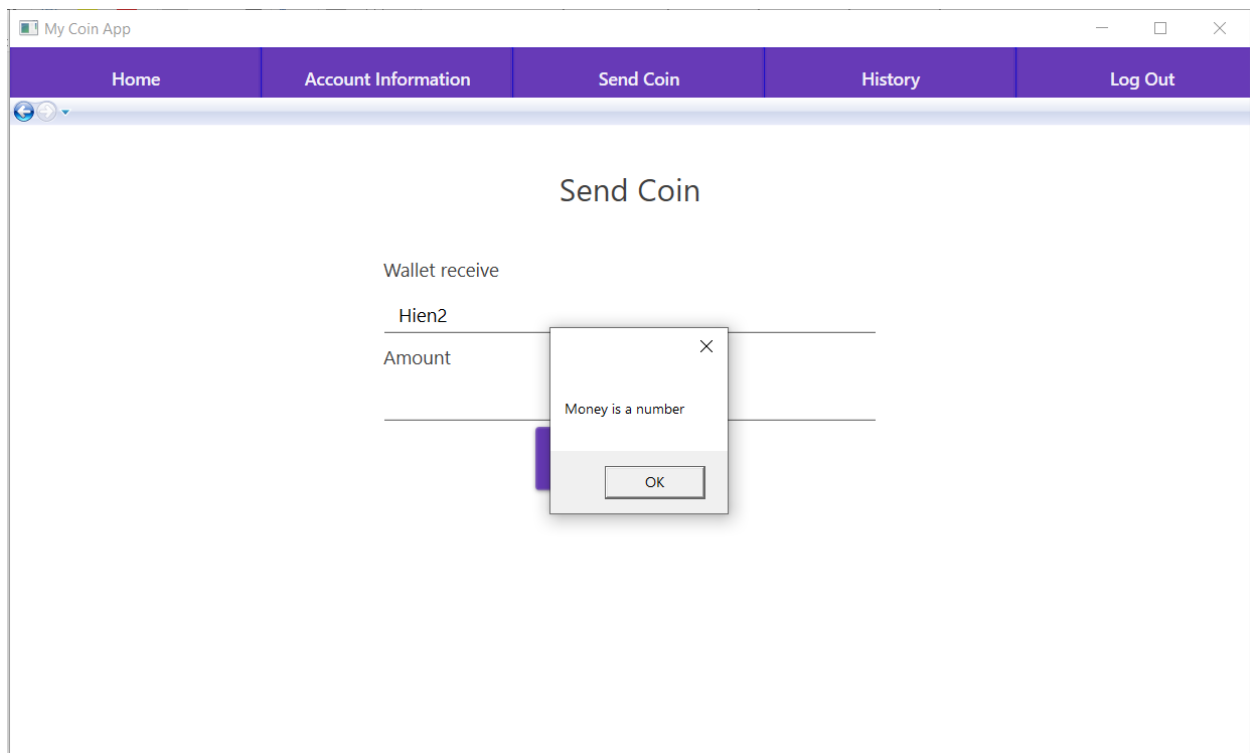 My Coin App
Home Account Information Send Coin History Log Out
Send Coin
Wallet receive
Hien2
Amount
Money is a number
OK